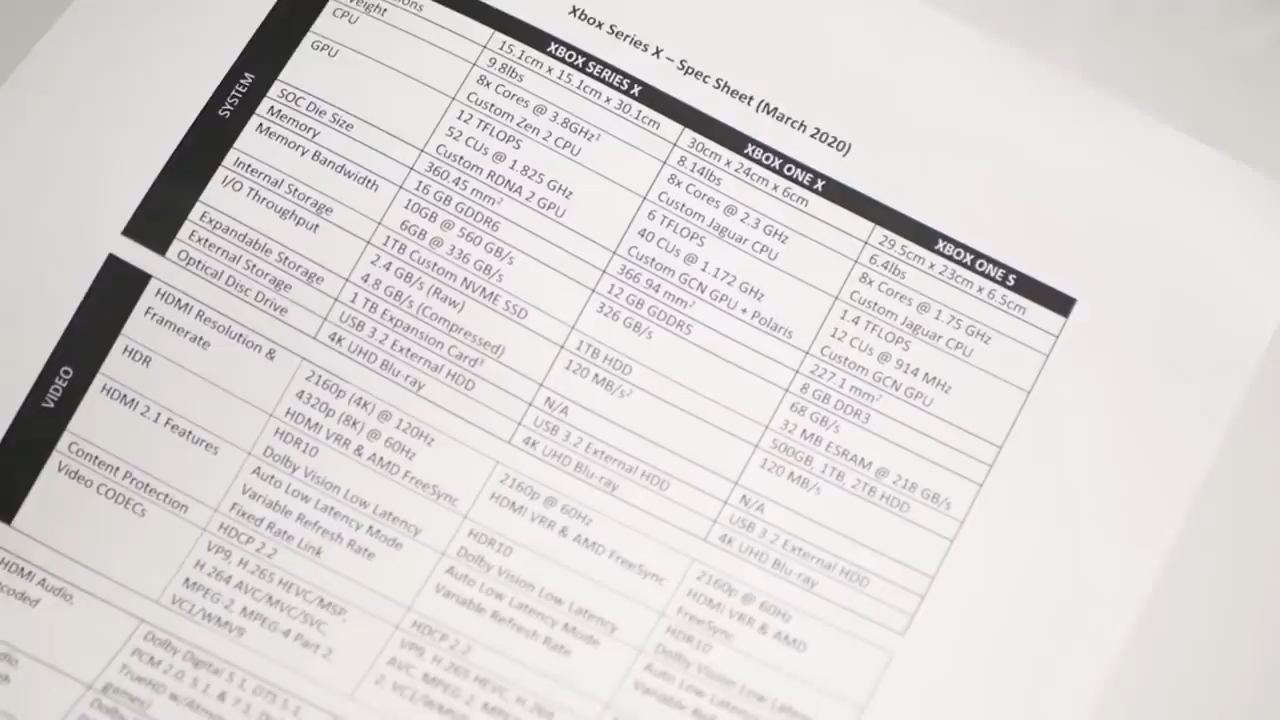 Xbox Series X – Spec Sheet (March 2020)
XBOX SERIES X XBOX ONE X XBOX ONE S
SYSTEM
15.1cm x 15.1cm x 30.1cm 30cm x 24cm x 6cm 29.5cm x 23cm x 6.5cm
9.8lbs 8.14lbs 6.4lbs
CPU
8x Cores @ 3.8GHz¹ 8x Cores @ 2.3 GHz 8x Cores @ 1.75 GHz
Custom Zen 2 CPU Custom Jaguar CPU Custom Jaguar CPU
GPU
12 TFLOPS 6 TFLOPS 1.4 TFLOPS
52 CUs @ 1.825 GHz 40 CUs @ 1.172 GHz 12 CUs @ 914 MHz
Custom RDNA 2 GPU Custom GCN GPU + Polaris Custom GCN GPU
SOC Die Size 360.45 mm² 366.94 mm² 227.1 mm²
Memory 16 GB GDDR6 12 GB GDDR5 8 GB DDR3
Memory Bandwidth 10GB @ 560 GB/s 326 GB/s 68 GB/s
6GB @ 336 GB/s 32 MB ESRAM @ 218 GB/s
Internal Storage 1TB Custom NVME SSD 1TB HDD 500GB, 1TB, 2TB HDD
I/O Throughput 2.4 GB/s (Raw) 120 MB/s² 120 MB/s
4.8 GB/s (Compressed)
Expandable Storage 1 TB Expansion Card³ N/A N/A
External Storage USB 3.2 External HDD USB 3.2 External HDD USB 3.2 External HDD
Optical Disc Drive 4K UHD Blu-ray 4K UHD Blu-ray 4K UHD Blu-ray
VIDEO
HDMI Resolution & 2160p (4K) @ 120Hz 2160p @ 60Hz 2160p @ 60Hz
Framerate 4320p (8K) @ 60Hz HDMI VRR & AMD FreeSync HDMI VRR & AMD
HDMI VRR & AMD FreeSync FreeSync
HDR HDR10 HDR10 HDR10
Dolby Vision Low Latency Dolby Vision Low Latency Dolby Vision Low
HDMI 2.1 Features Auto Low Latency Mode Auto Low Latency Mode Auto Low
Variable Refresh Rate Variable Refresh Rate Variable
Fixed Rate Link
Content Protection HDCP 2.2 HDCP 2.2
Video CODECs VP9, H.265 HEVC/MSP, VP9, H.265 HEVC, H.264
H.264 AVC/MVC/SVC, AVC, MPEG-2,
MPEG-2, MPEG-4 Part 2, 2, VC1/WMV9
VC1/WMV9
HDMI Audio, Dolby Digital 5.1, DTS 5.1,
PCM 2.0, 5.1, & 7.1,
TrueHD w/Atmos
games)